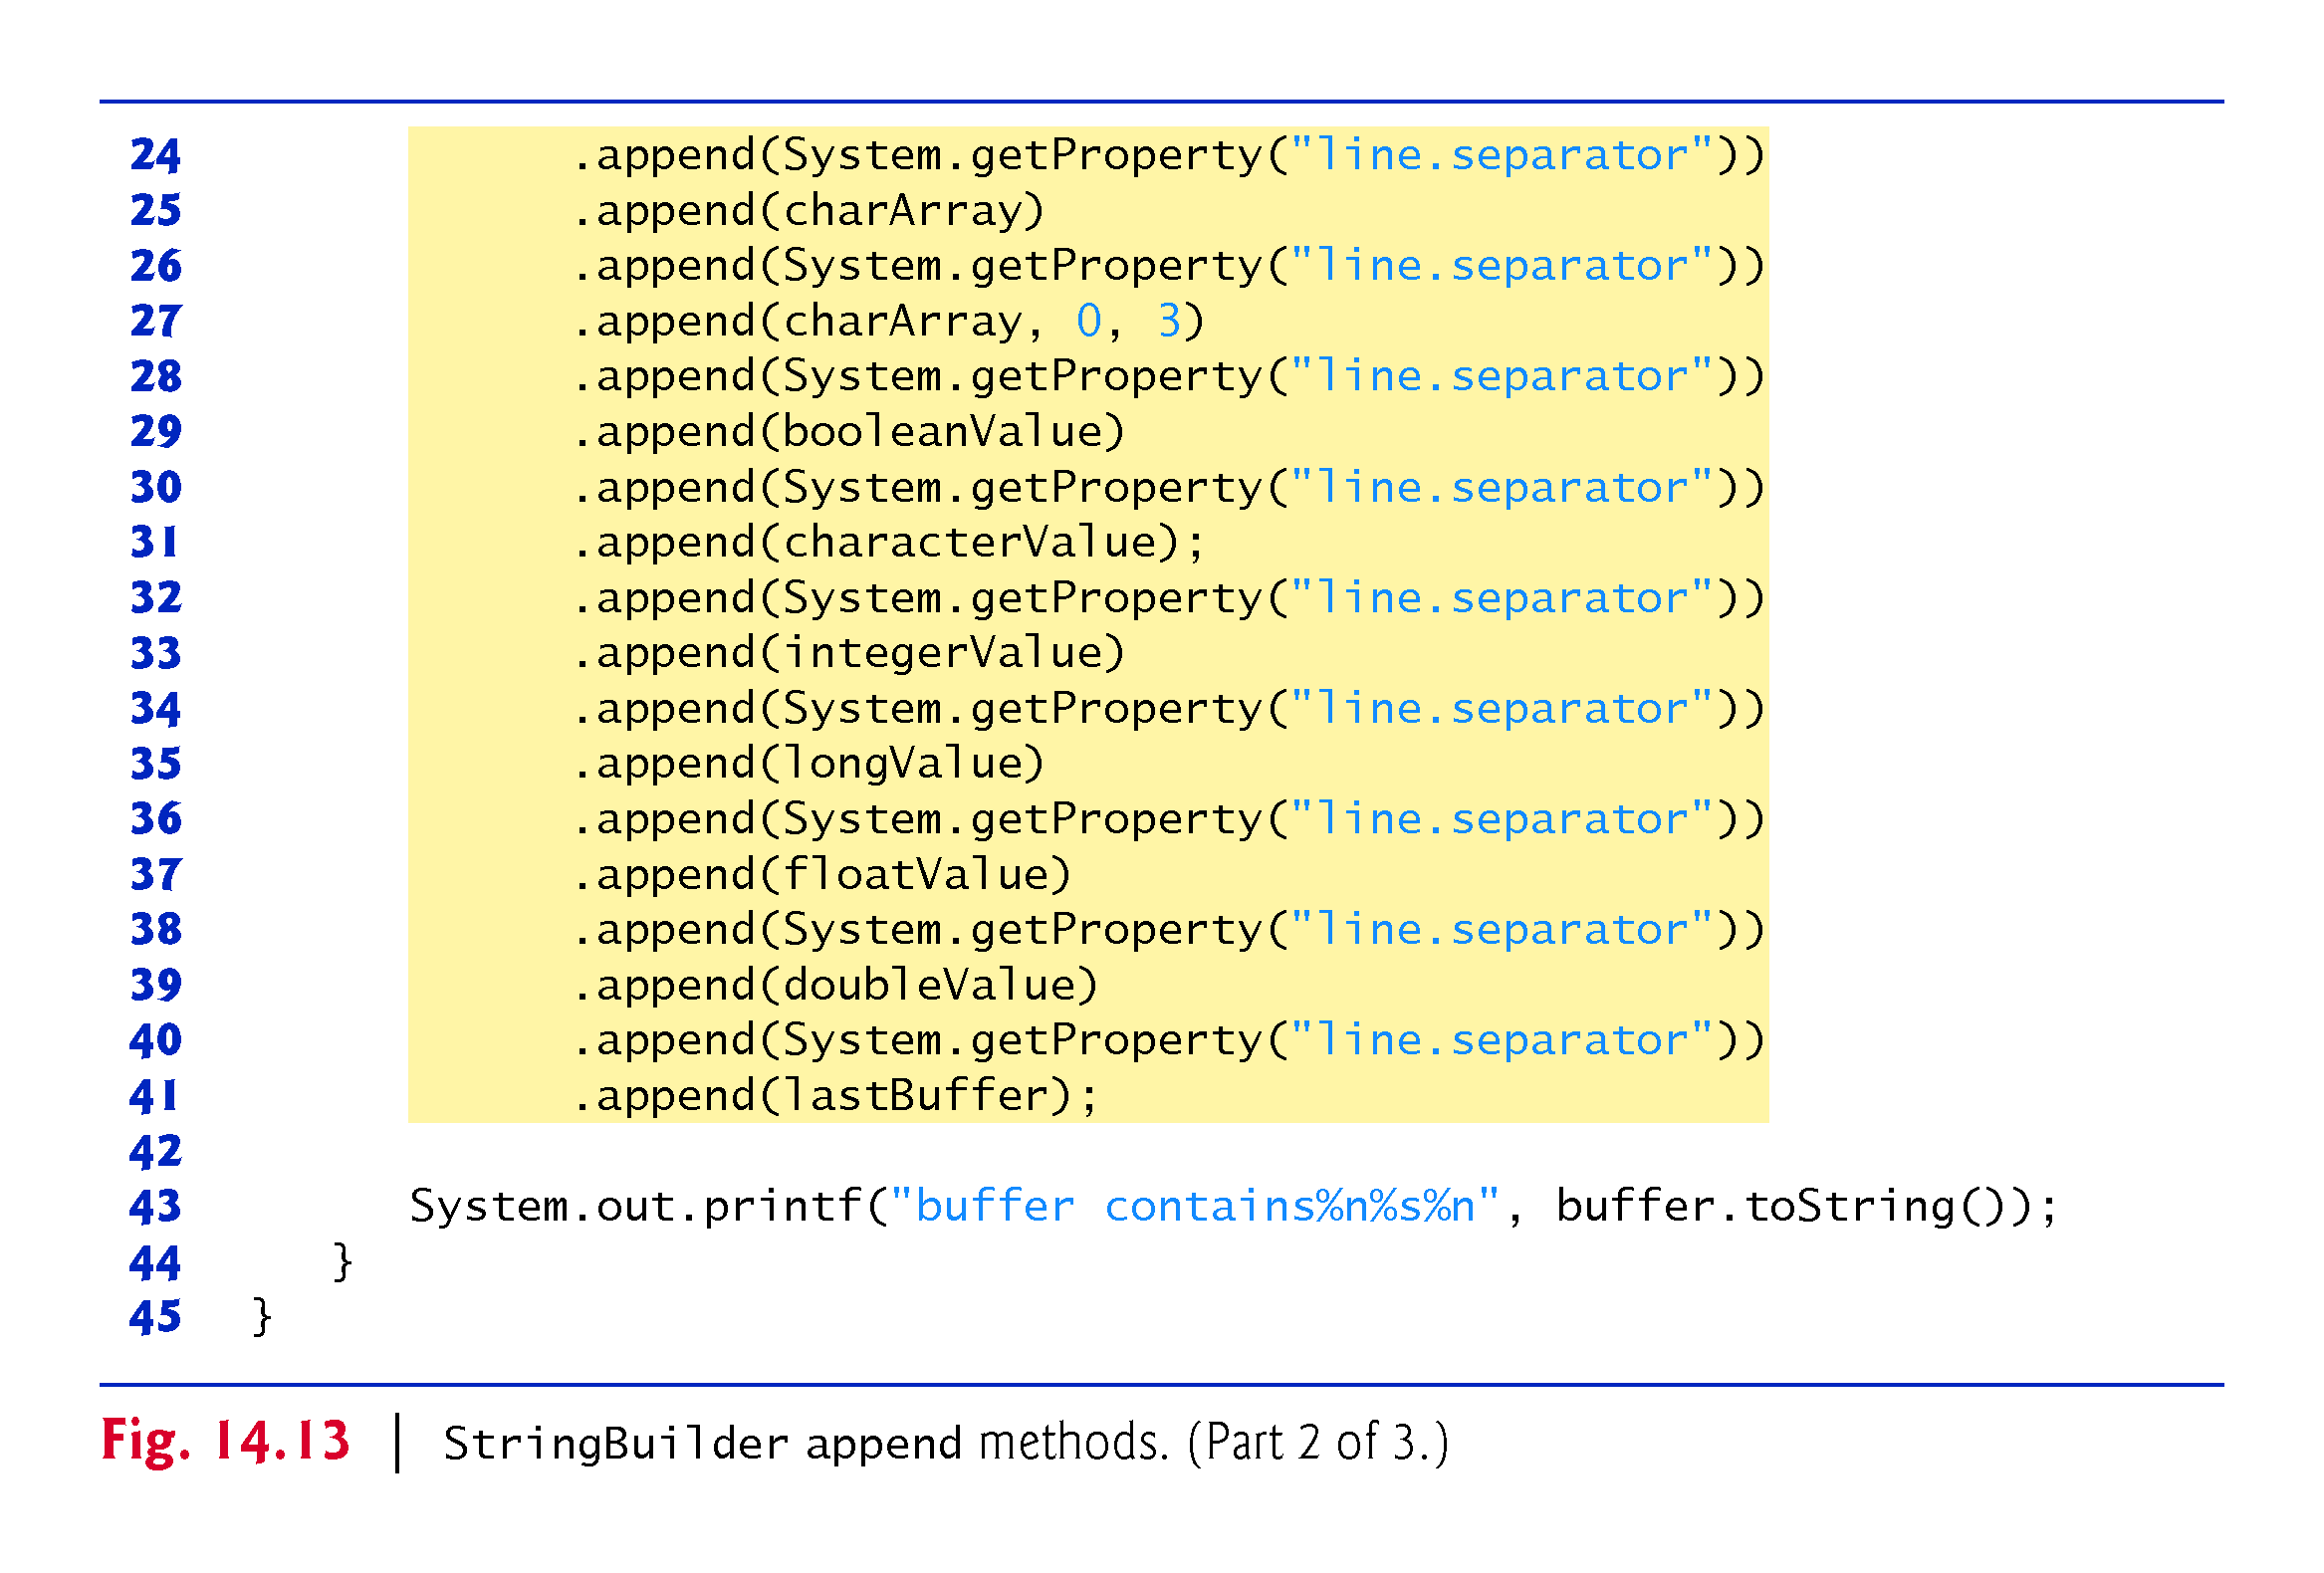 24 .append(System.getProperty("line.separator"))
25 .append(charArray)
26 .append(System.getProperty("line.separator"))
27 .append(charArray, 0, 3)
28 .append(System.getProperty("line.separator"))
29 .append(booleanValue)
30 .append(System.getProperty("line.separator"))
31 .append(characterValue);
32 .append(System.getProperty("line.separator"))
33 .append(integerValue)
34 .append(System.getProperty("line.separator"))
35 .append(longValue)
36 .append(System.getProperty("line.separator"))
37 .append(floatValue)
38 .append(System.getProperty("line.separator"))
39 .append(doubleValue)
40 .append(System.getProperty("line.separator"))
41 .append(lastBuffer);
42
43 System.out.printf("buffer contains%n%s%n", buffer.toString());
44 }
45 }
Fig. 14.13 | StringBuilder append methods. (Part 2 of 3.)